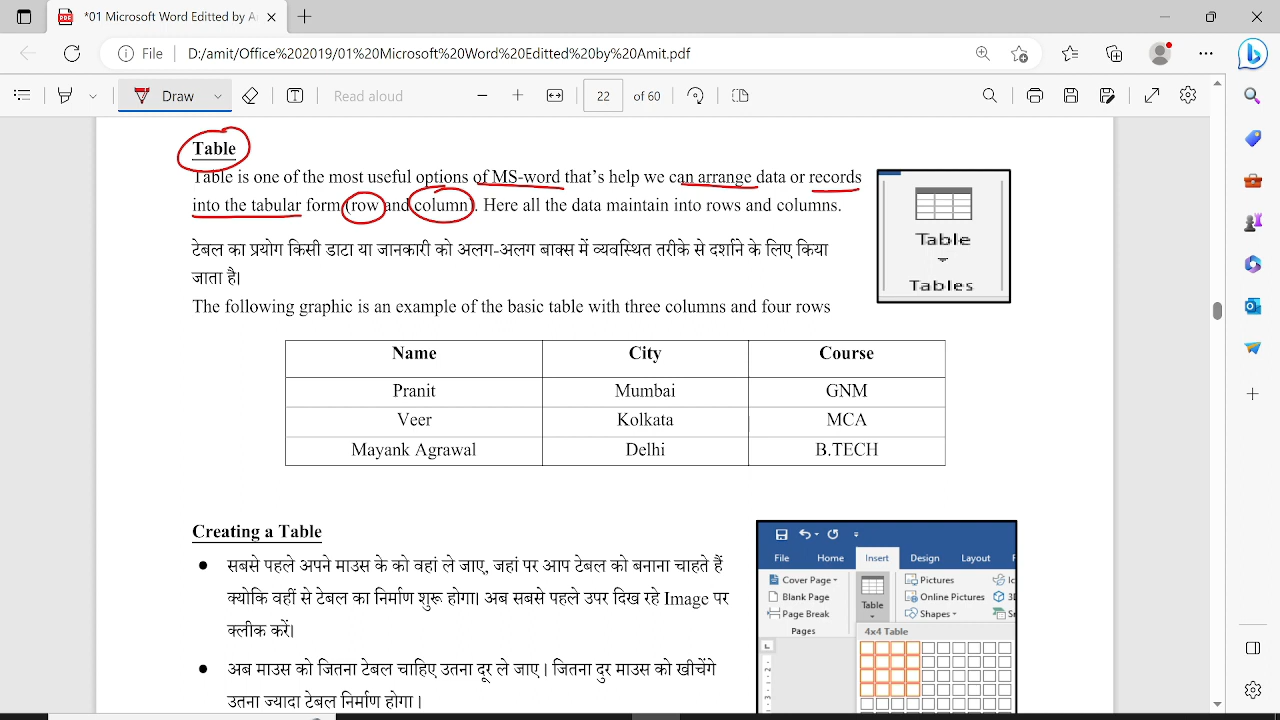 *01 Microsoft Word Editted by A
File D:/amit/Office%202019/01%20Microsoft%20Word%20Editted%20by%20Amit.pdf
Draw Read aloud 22 of 60
Table
Table is one of the most useful options of MS-word that’s help we can arrange data or records
into the tabular form (row and column). Here all the data maintain into rows and columns.
टेबल का प्रयोग किसी डाटा या जानकारी को अलग-अलग बाक्स में व्यवस्थित तरीके से दर्शाने के लिए किया
जाता है।
The following graphic is an example of the basic table with three columns and four rows
Table
Tables
Name City Course
Pranit Mumbai GNM
Veer Kolkata MCA
Mayank Agrawal Delhi B.TECH
Creating a Table
सबसे पहले अपने माउस के को वहां ले जाए, जहां पर आप टेबल को बनाना चाहते हैं
क्योकि वहीं से टेबल का निर्माण शुरू होगा। अब सबसे पहले उपर दिख रहे Image पर
क्लीक करें।
अब माउस को जितना टेबल चाहिए उतना दूर ले जाए। जितना दुर माउस को खीचेंगे
उतना ज्यादा टेबल निर्माण होगा।
File Home Insert Design Layout
Cover Page
Blank Page
Page Break
Pages
Table
Pictures
Online Pictures
Shapes
4x4 Table